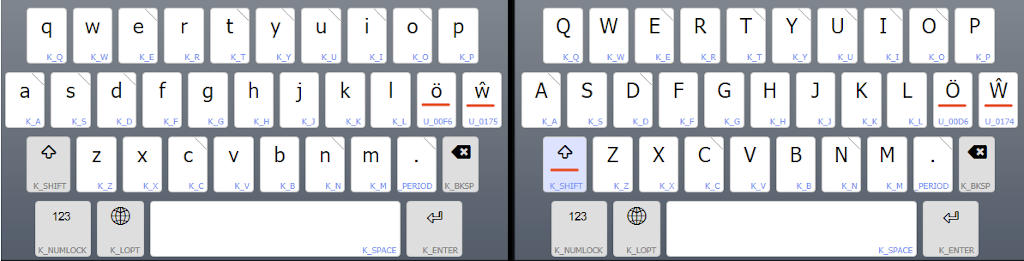 q w e r t y u i o p
K_Q K_W K_E K_R K_T K_Y K_U K_I K_O K_P
a s d f g h j k l ö ŵ
K_A K_S K_D K_F K_G K_H K_J K_K K_L U_00F6 U_0175
z x c v b n m .
K_SHIFT K_Z K_X K_C K_V K_B K_N K_M _PERIOD K_BKSP
123
K_NUMLOCK K_LOPT K_SPACE K_ENTER
Q W E R T Y U I O P
K_Q K_W K_E K_R K_T K_Y K_U K_I K_O K_P
A S D F G H J K L Ö Ŵ
K_A K_S K_D K_F K_G K_H K_J K_K K_L U_00D6 U_0174
Z X C V B N M .
K_SHIFT K_Z K_X K_C K_V K_B K_N K_M _PERIOD K_BKSP
123
K_NUMLOCK K_LOPT K_SPACE K_ENTER